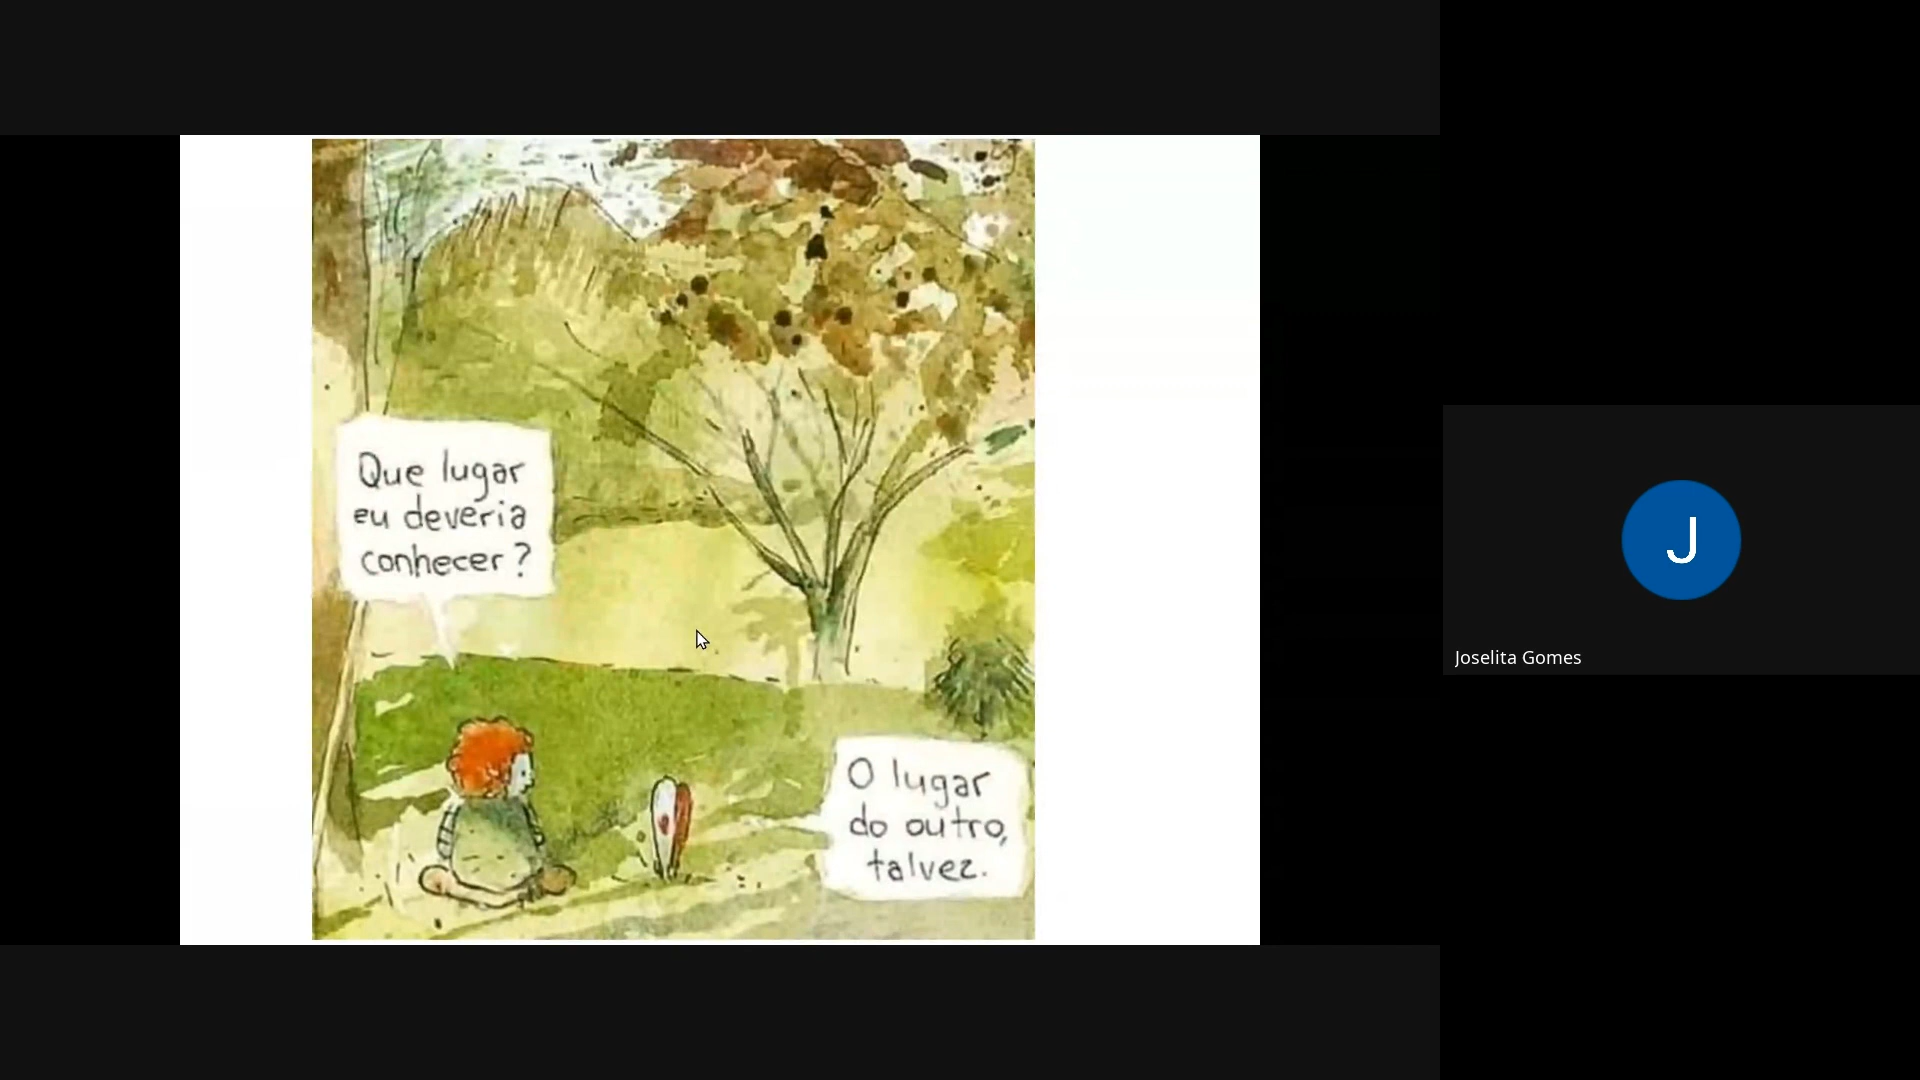 Que lugar
eu deveria
conhecer?
O lugar
do outro,
talvez.
J
Joselita Gomes